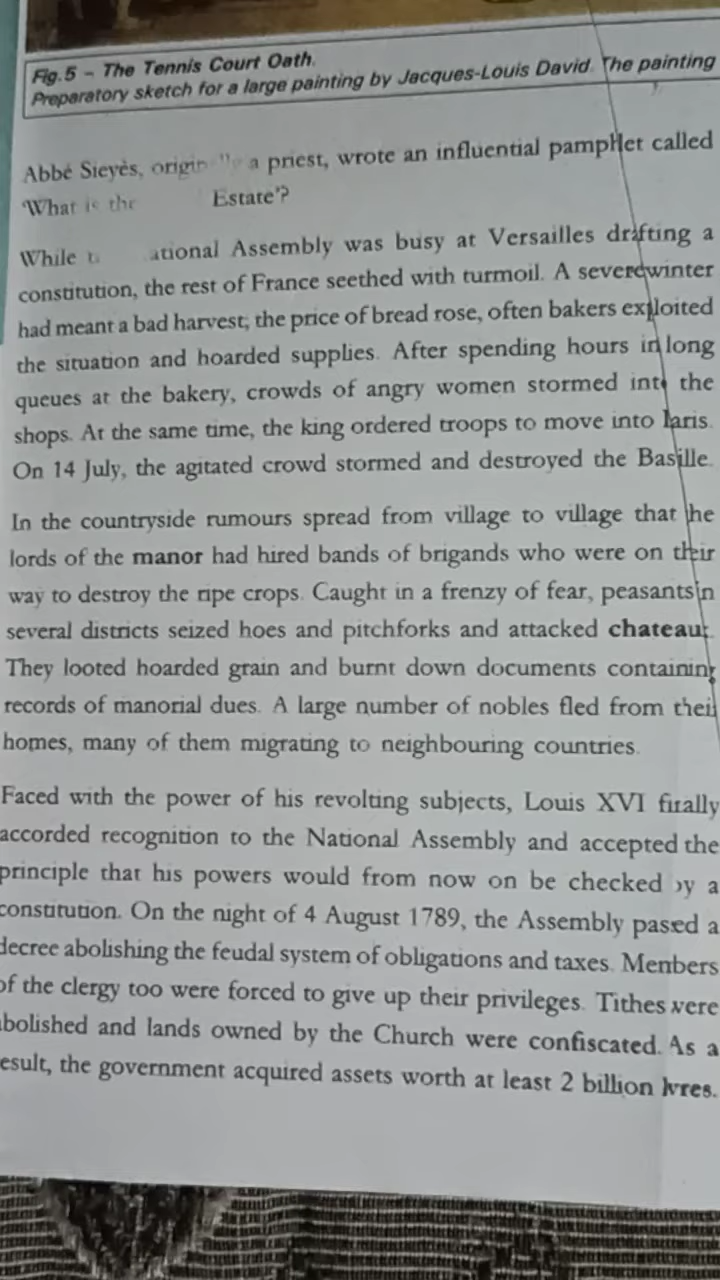 Fig.5 – The Tennis Court Oath.
Preparatory sketch for a large painting by Jacques-Louis David. The painting
Abbé Sieyès, a priest, wrote an influential pamphlet called
‘What is the Estate’?
While National Assembly was busy at Versailles drafting a
constitution, the rest of France seethed with turmoil. A severe winter
had meant a bad harvest; the price of bread rose, often bakers exploited
the situation and hoarded supplies. After spending hours in long
queues at the bakery, crowds of angry women stormed into the
shops. At the same time, the king ordered troops to move into Paris.
On 14 July, the agitated crowd stormed and destroyed the Bastille.
In the countryside rumours spread from village to village that the
lords of the manor had hired bands of brigands who were on their
way to destroy the ripe crops. Caught in a frenzy of fear, peasants in
several districts seized hoes and pitchforks and attacked chateaux.
They looted hoarded grain and burnt down documents containing
records of manorial dues. A large number of nobles fled from their
homes, many of them migrating to neighbouring countries.
Faced with the power of his revolting subjects, Louis XVI finally
accorded recognition to the National Assembly and accepted the
principle that his powers would from now on be checked by a
constitution. On the night of 4 August 1789, the Assembly passed a
decree abolishing the feudal system of obligations and taxes. Members
of the clergy too were forced to give up their privileges. Tithes were
abolished and lands owned by the Church were confiscated. As a
result, the government acquired assets worth at least 2 billion livres.